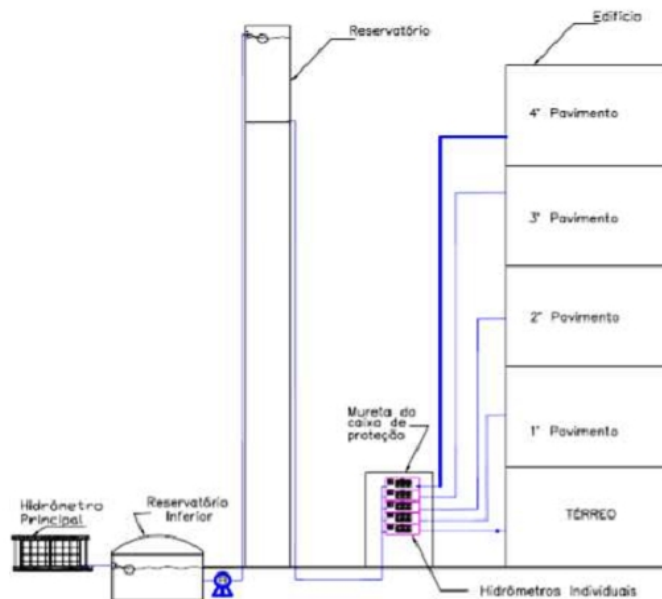 Edifício
Reservatório
4° Pavimento
3° Pavimento
2° Pavimento
Mureta da
caixa de
proteção
1° Pavimento
Hidrômetro
Principal
Reservatório
Inferior
TÉRREO
Hidrômetros Individuais